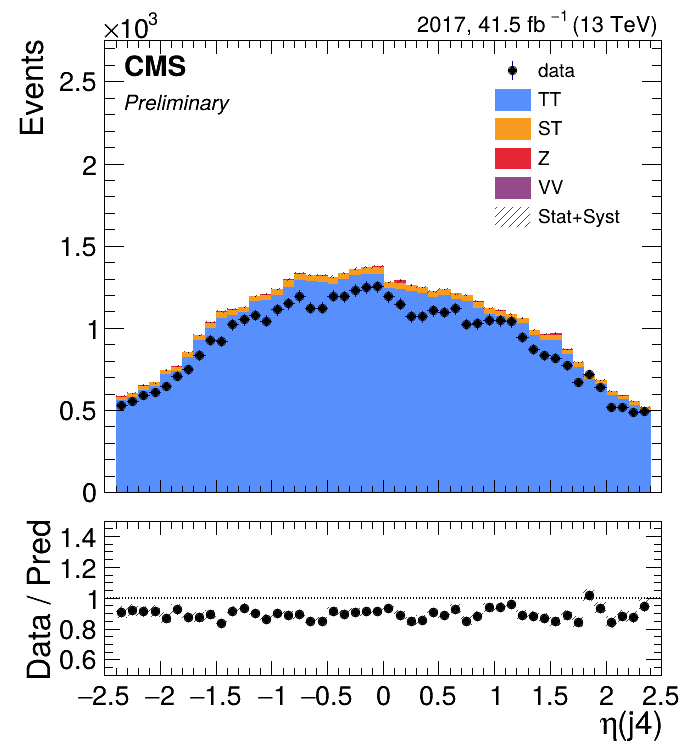 ×10³
2017, 41.5 fb⁻¹ (13 TeV)
Events
CMS
Preliminary
data
TT
ST
Z
VV
Stat+Syst
2.5
2
1.5
1
0.5
0
Data / Pred
1.4
1.2
1
0.8
0.6
−2.5 −2 −1.5 −1 −0.5 0 0.5 1 1.5 2 2.5
η(j4)